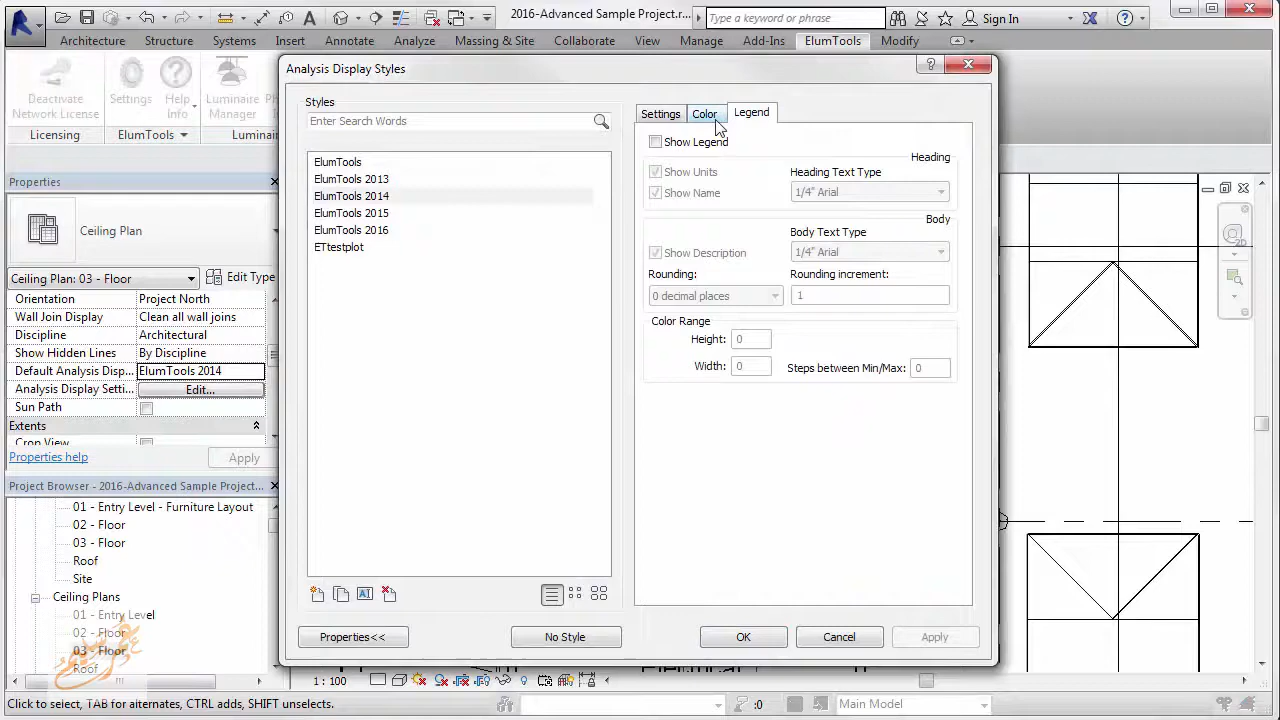 2016-Advanced Sample Project.r...
Type a keyword or phrase
Sign In
Architecture
Structure
Systems
Insert
Annotate
Analyze
Massing & Site
Collaborate
View
Manage
Add-Ins
ElumTools
Modify
Deactivate
Network License
Settings
Help
Info
Luminaire
Manager
Licensing
ElumTools
Properties
Ceiling Plan
Ceiling Plan: 03 - Floor
Edit Type
Orientation Project North
Wall Join Display Clean all wall joins
Discipline Architectural
Show Hidden Lines By Discipline
Default Analysis Disp... ElumTools 2014
Analysis Display Setti... Edit...
Sun Path
Extents
Crop View
Properties help
Apply
Project Browser - 2016-Advanced Sample Project...
01 - Entry Level - Furniture Layout
02 - Floor
03 - Floor
Roof
Site
Ceiling Plans
01 - Entry Level
02 - Floor
03 - Floor
Roof
Analysis Display Styles
Styles
Enter Search Words
ElumTools
ElumTools 2013
ElumTools 2014
ElumTools 2015
ElumTools 2016
ETtestplot
Properties<<
No Style
Settings
Color
Legend
Show Legend
Heading
Show Units
Heading Text Type
Show Name
1/4" Arial
Body
Body Text Type
Show Description
1/4" Arial
Rounding:
Rounding increment:
0 decimal places
1
Color Range
Height: 0
Width: 0
Steps between Min/Max: 0
OK
Cancel
Apply
1 : 100
Click to select, TAB for alternates, CTRL adds, SHIFT unselects.
:0
Main Model